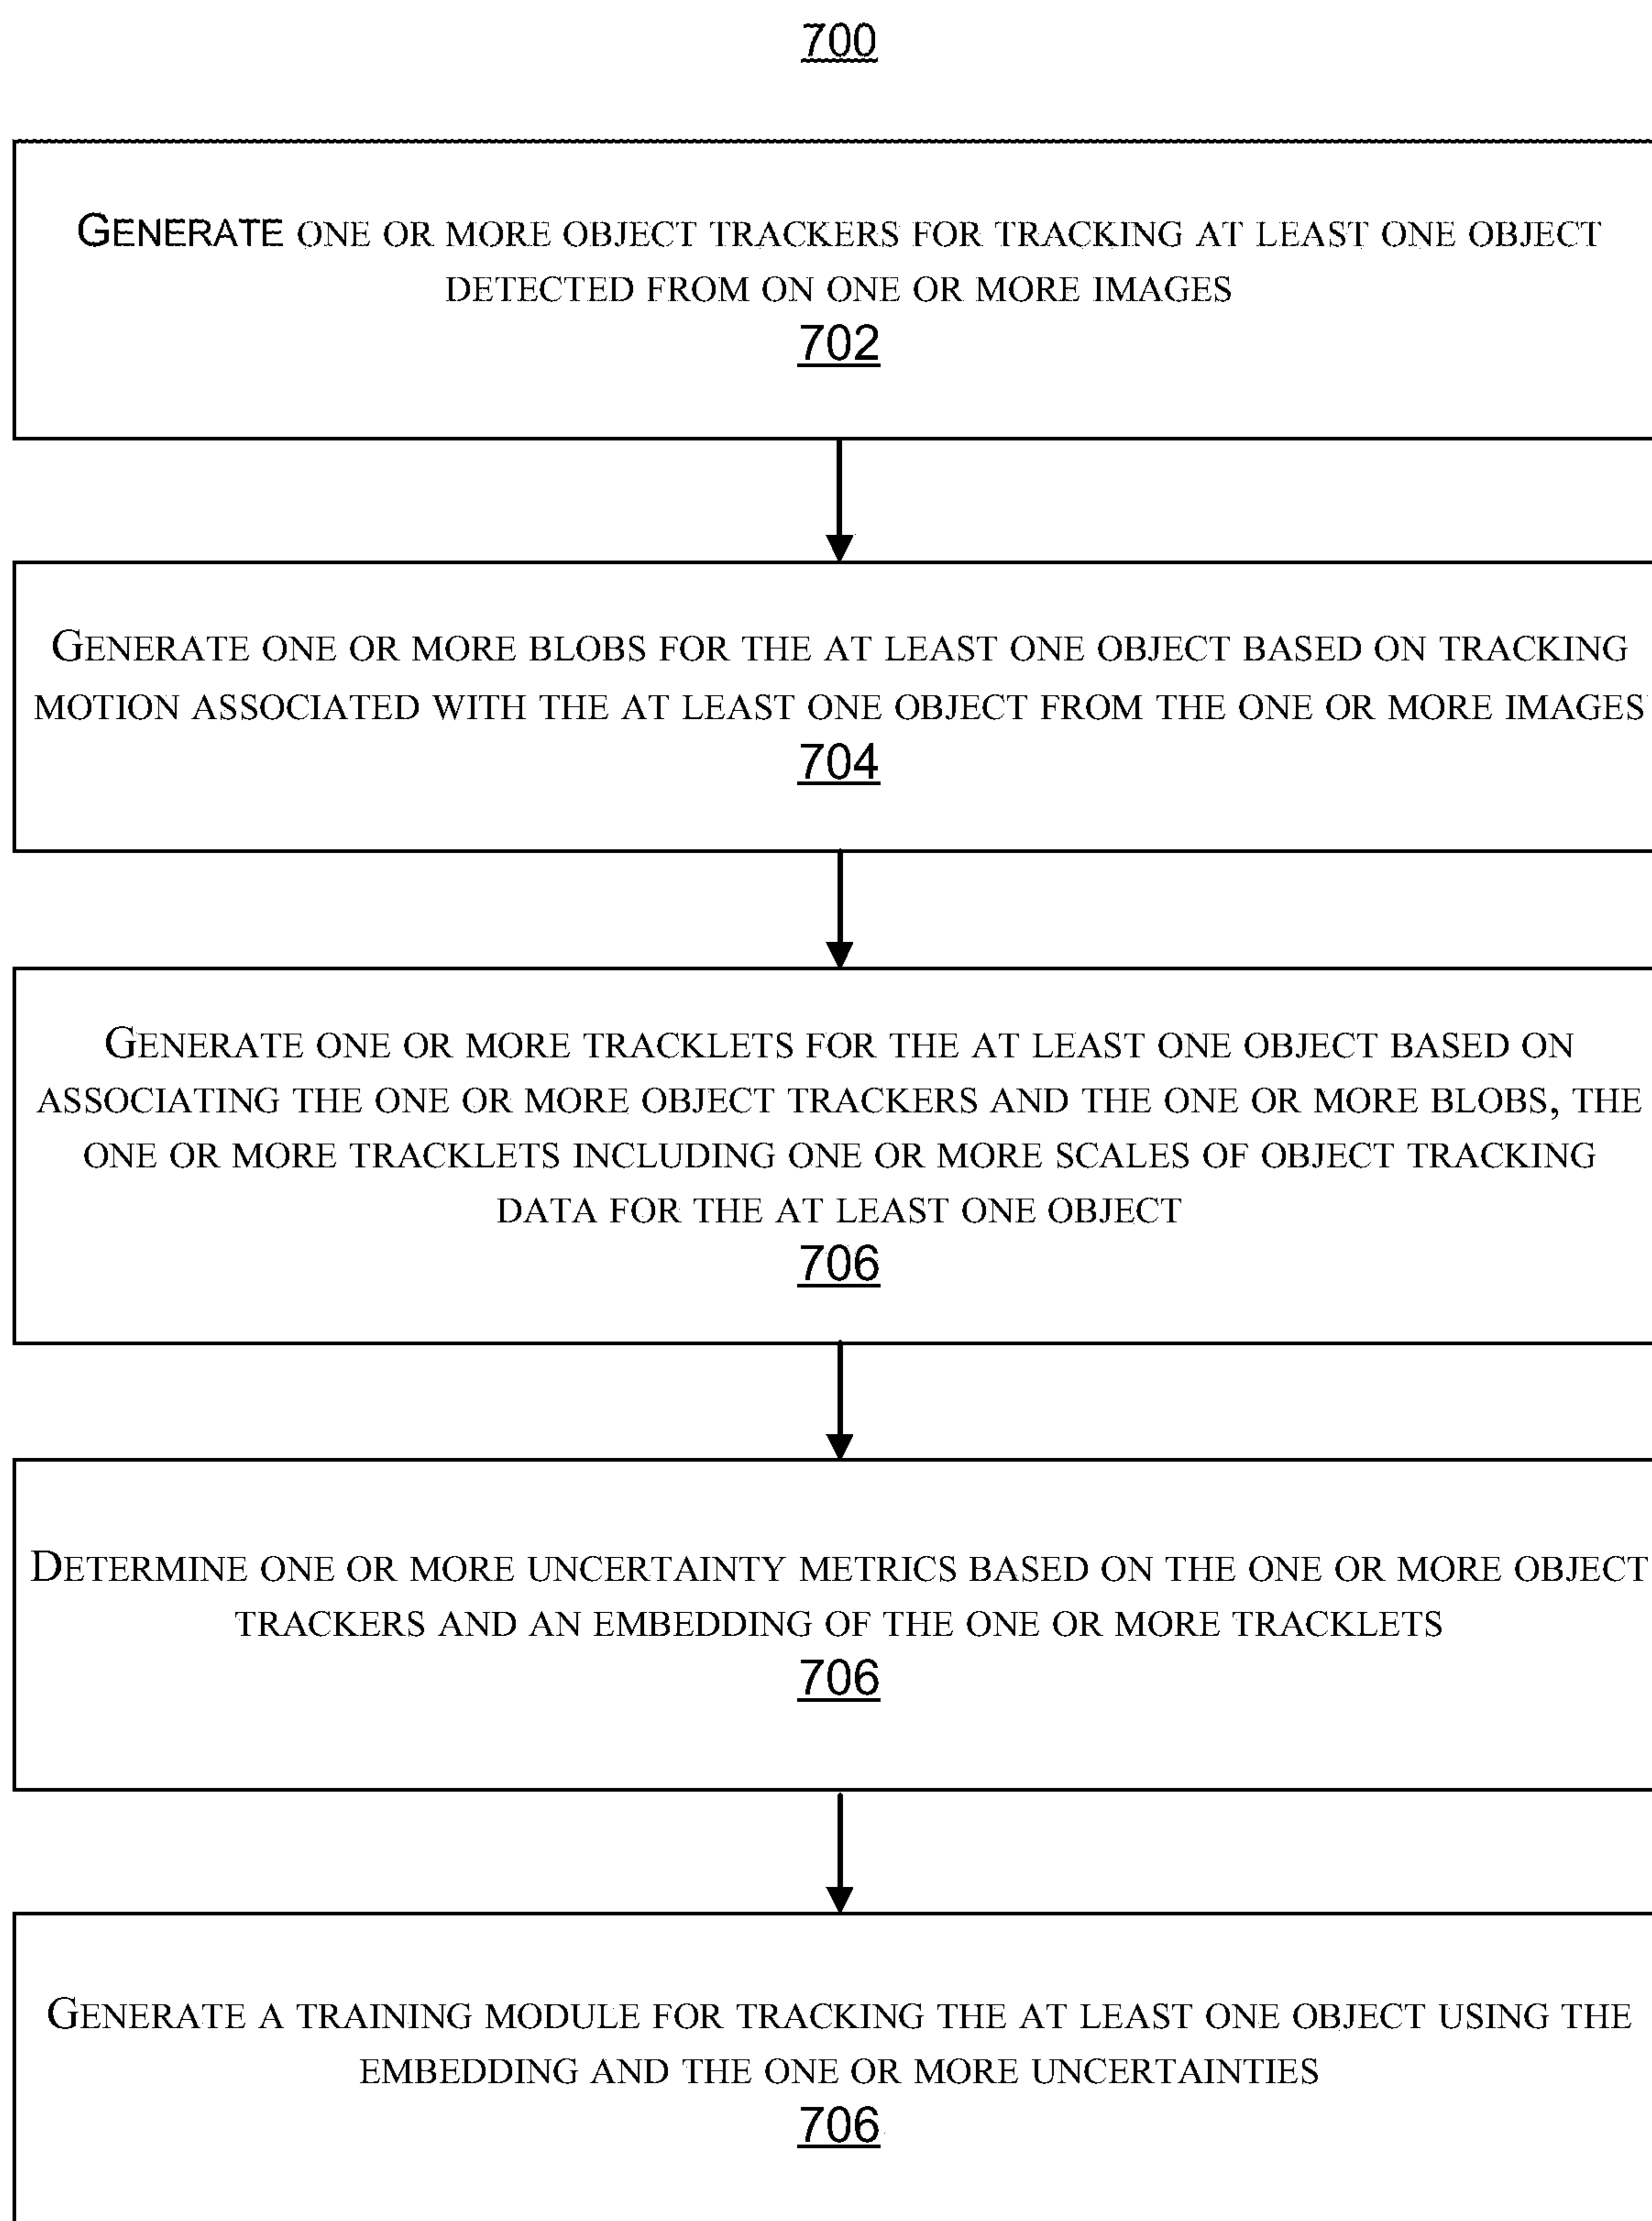 700
GENERATE ONE OR MORE OBJECT TRACKERS FOR TRACKING AT LEAST ONE OBJECT
DETECTED FROM ON ONE OR MORE IMAGES
702
GENERATE ONE OR MORE BLOBS FOR THE AT LEAST ONE OBJECT BASED ON TRACKING
MOTION ASSOCIATED WITH THE AT LEAST ONE OBJECT FROM THE ONE OR MORE IMAGES
704
GENERATE ONE OR MORE TRACKLETS FOR THE AT LEAST ONE OBJECT BASED ON
ASSOCIATING THE ONE OR MORE OBJECT TRACKERS AND THE ONE OR MORE BLOBS, THE
ONE OR MORE TRACKLETS INCLUDING ONE OR MORE SCALES OF OBJECT TRACKING
DATA FOR THE AT LEAST ONE OBJECT
706
DETERMINE ONE OR MORE UNCERTAINTY METRICS BASED ON THE ONE OR MORE OBJECT
TRACKERS AND AN EMBEDDING OF THE ONE OR MORE TRACKLETS
706
GENERATE A TRAINING MODULE FOR TRACKING THE AT LEAST ONE OBJECT USING THE
EMBEDDING AND THE ONE OR MORE UNCERTAINTIES
706